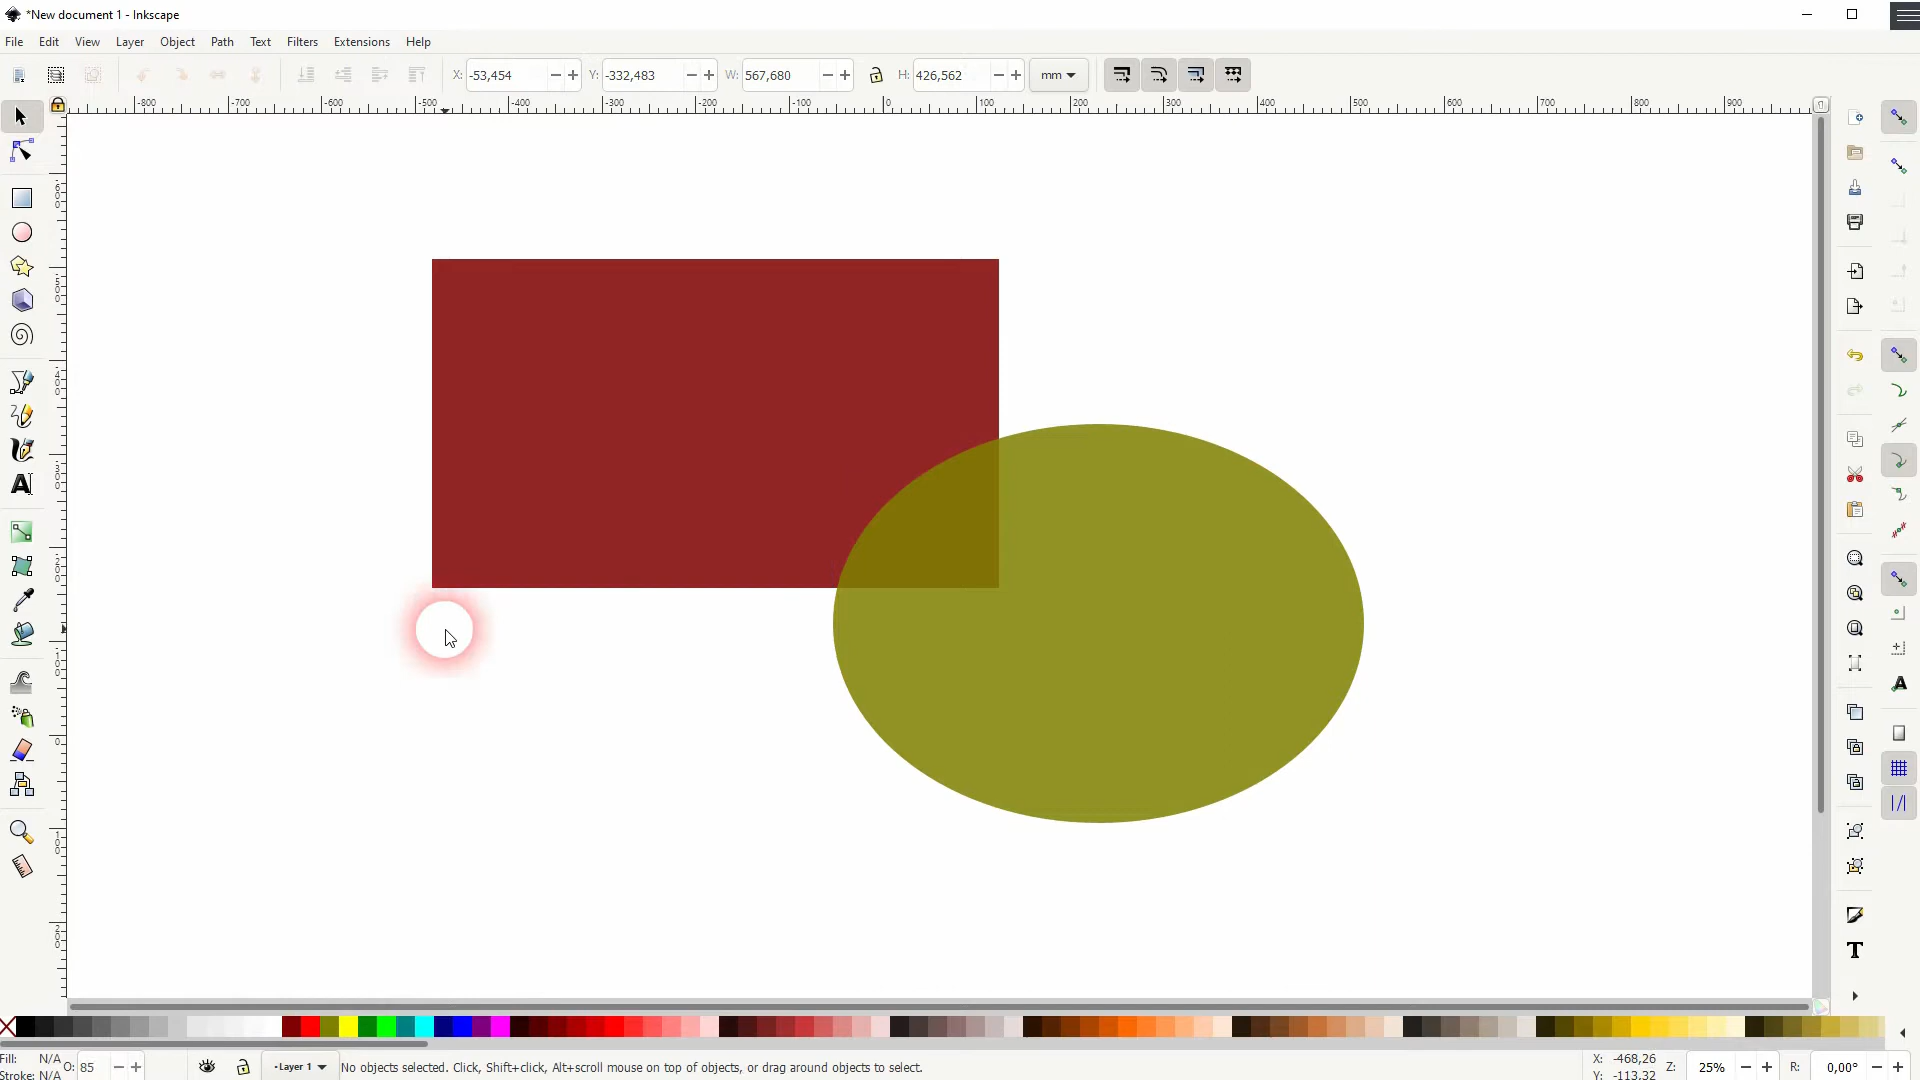 *New document 1 - Inkscape
File Edit View Layer Object Path Text Filters Extensions Help
X: -53,454 Y: -332,483 W: 567,680 H: 426,562 mm
-800 -700 -600 -500 -400 -300 -200 -100 0 100 200 300 400 500 600 700 800 900
Fill: N/A O: 85 Layer 1 No objects selected. Click, Shift+click, Alt+scroll mouse on top of objects, or drag around objects to select. X: -468,26 Z: 25% R: 0,00°
Stroke: N/A Y: -113,32